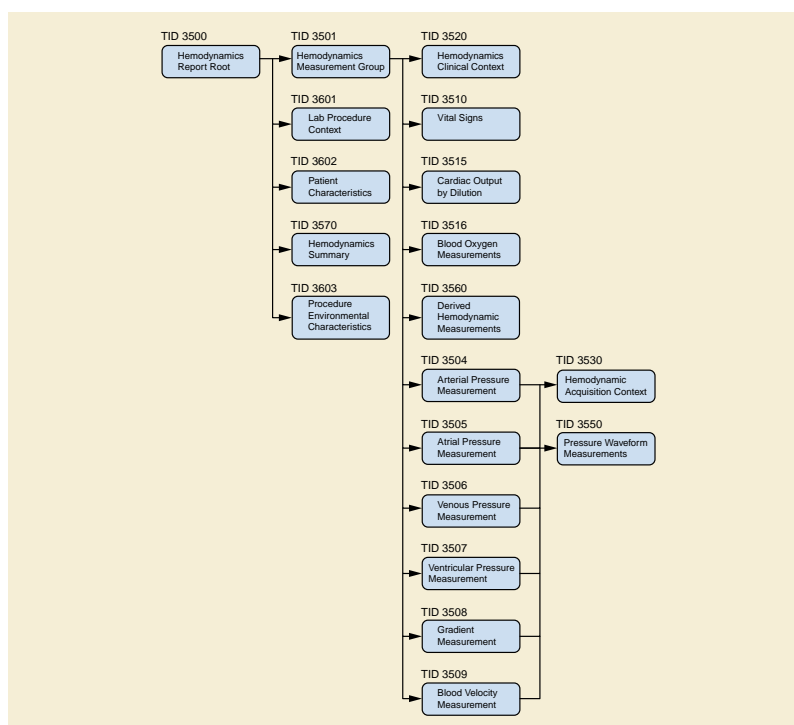 TID 3500
Hemodynamics
Report Root
TID 3501
Hemodynamics
Measurement Group
TID 3520
Hemodynamics
Clinical Context
TID 3601
Lab Procedure
Context
TID 3510
Vital Signs
TID 3602
Patient
Characteristics
TID 3515
Cardiac Output
by Dilution
TID 3570
Hemodynamics
Summary
TID 3516
Blood Oxygen
Measurements
TID 3603
Procedure
Environmental
Characteristics
TID 3560
Derived
Hemodynamic
Measurements
TID 3504
Arterial Pressure
Measurement
TID 3530
Hemodynamic
Acquisition Context
TID 3505
Atrial Pressure
Measurement
TID 3550
Pressure Waveform
Measurements
TID 3506
Venous Pressure
Measurement
TID 3507
Ventricular Pressure
Measurement
TID 3508
Gradient
Measurement
TID 3509
Blood Velocity
Measurement